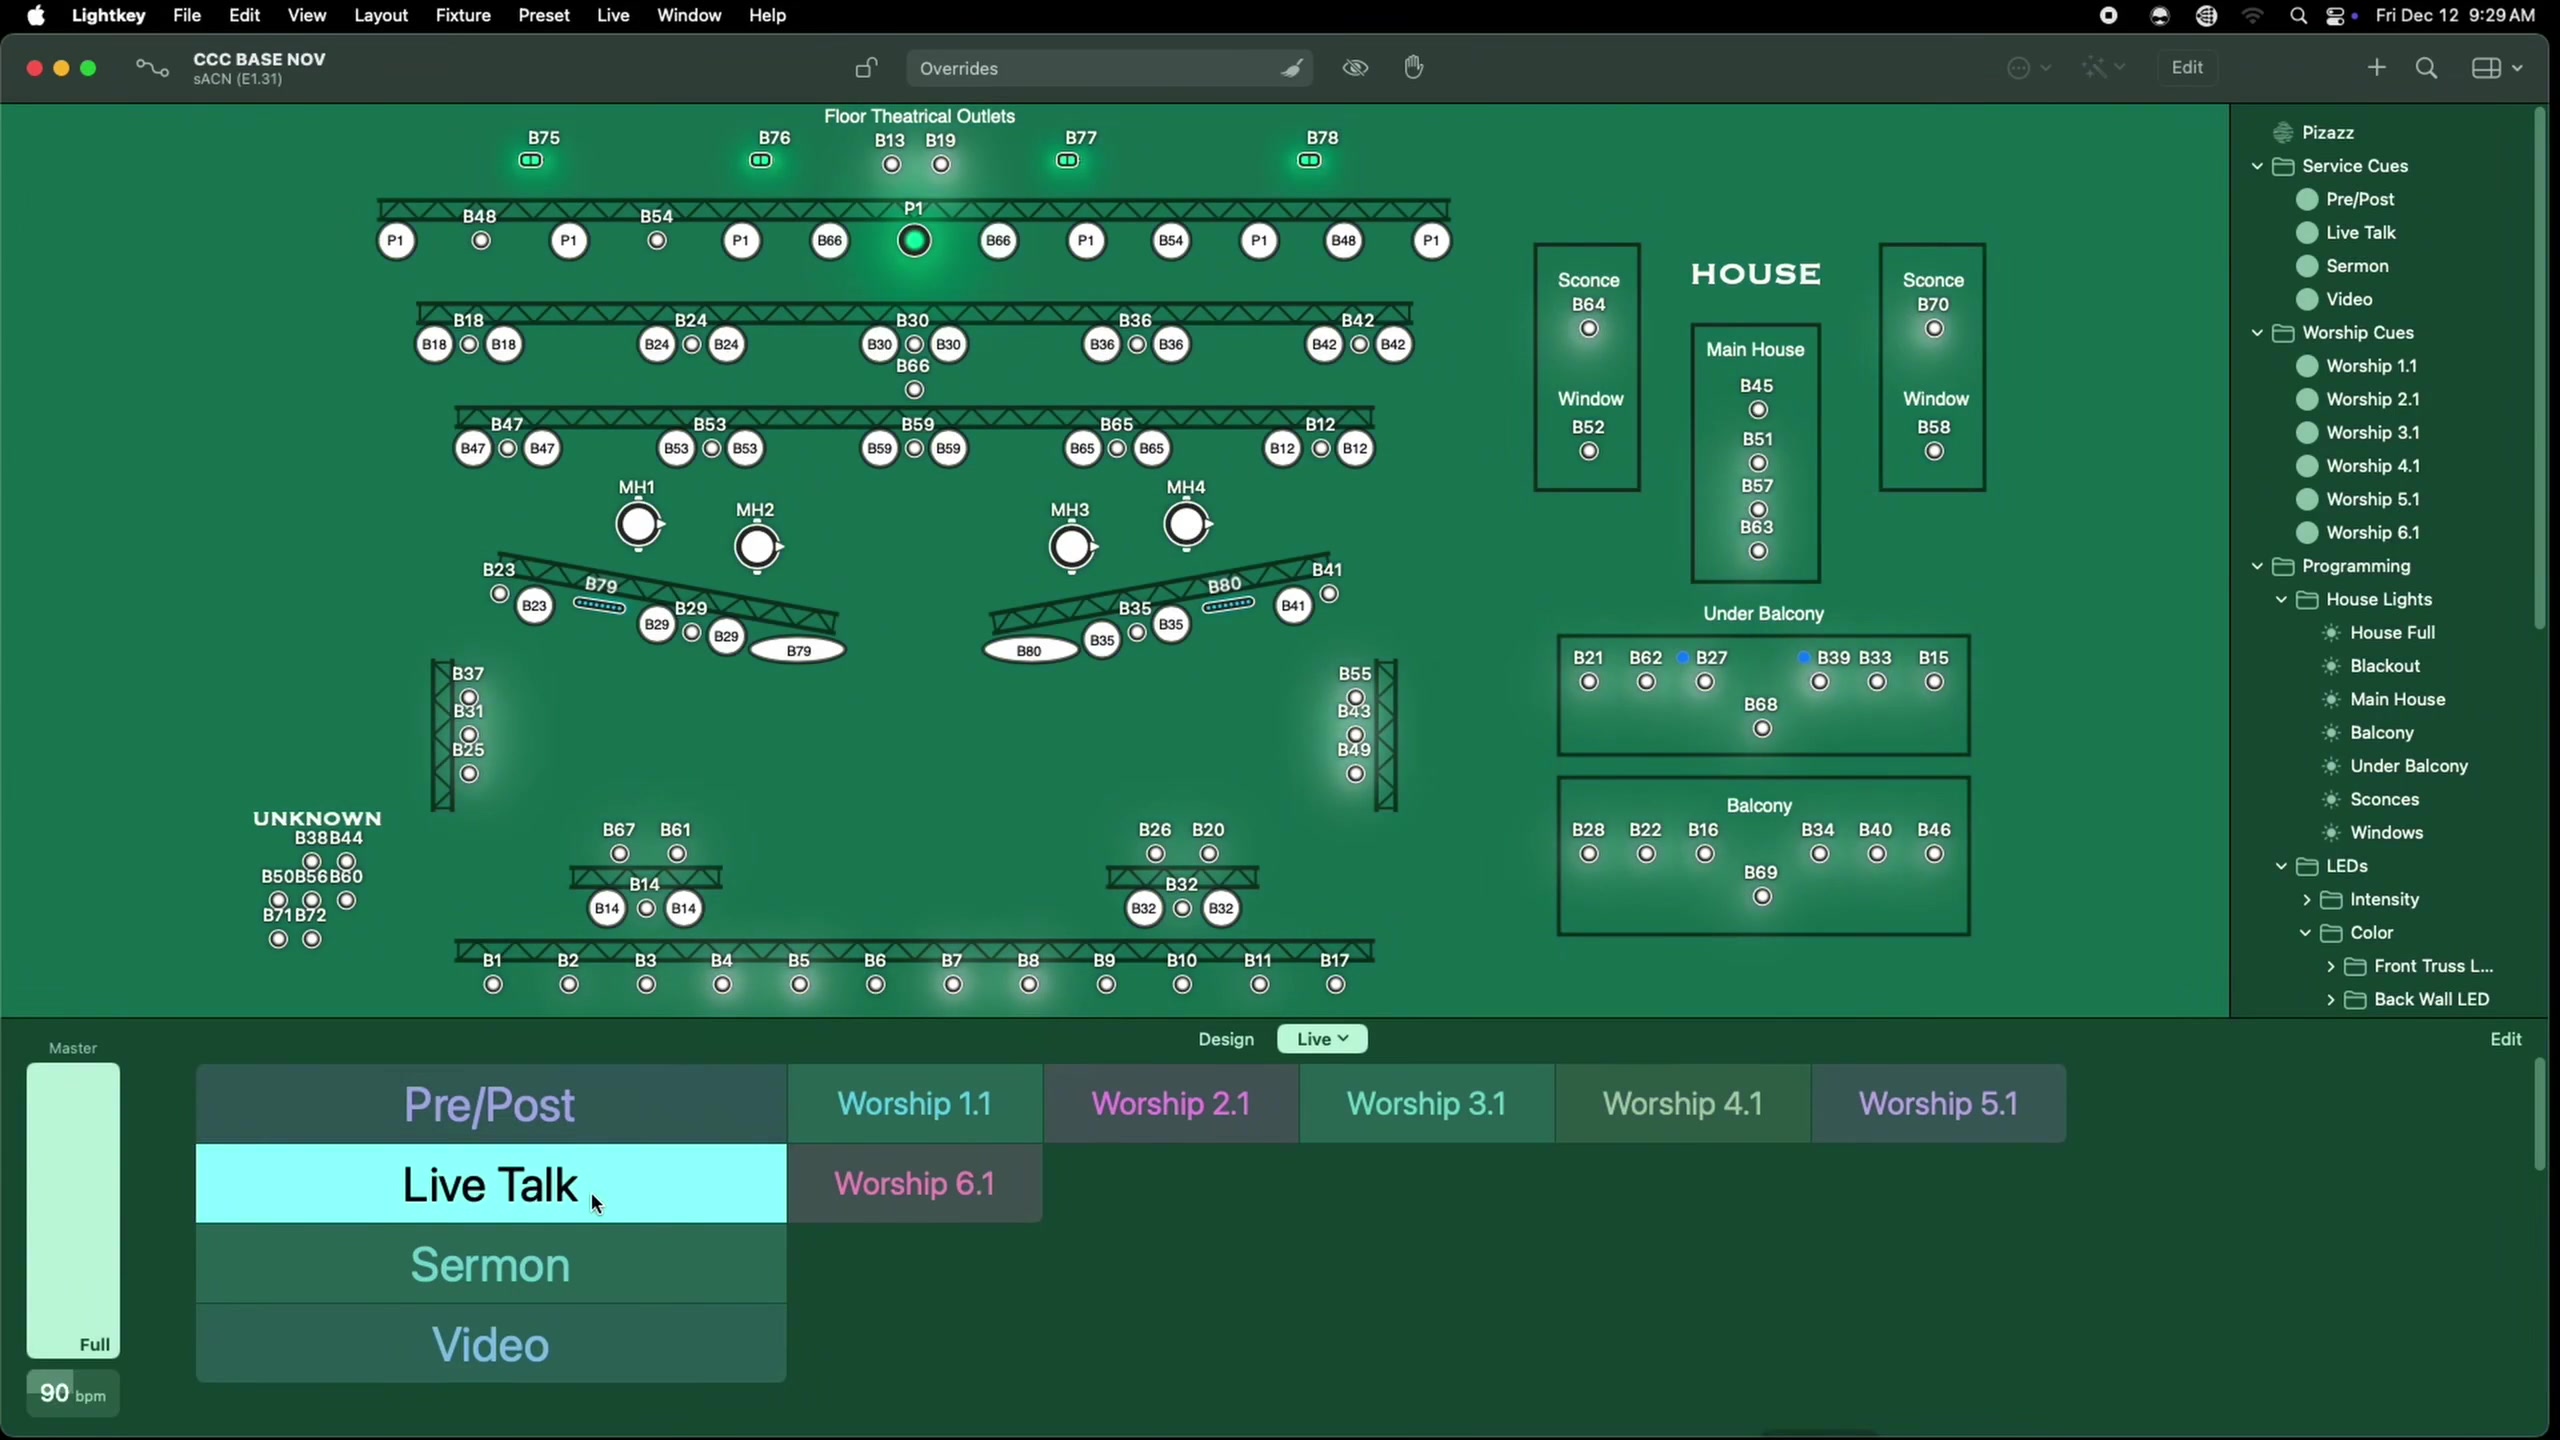 Lightkey File Edit View Layout Fixture Preset Live Window Help Fri Dec 12 9:29 AM
CCC BASE NOV
sACN (E1.31)
Overrides
Edit
Floor Theatrical Outlets
B75 B76 B13 B19 B77 B78
B48 B54 P1
P1 P1 P1 B66 B66 P1 B54 P1 B48 P1
B18 B24 B30 B36 B42
B18 B18 B24 B24 B30 B30 B36 B36 B42 B42
B66
B47 B53 B59 B65 B12
B47 B47 B53 B53 B59 B59 B65 B65 B12 B12
MH1 MH2 MH3 MH4
B23 B79 B29
B23 B29 B29 B79
B41 B80 B35
B80 B35 B35 B41
B37
B31
B25
B55
B43
B49
UNKNOWN
B38 B44
B50 B56 B60
B71 B72
B67 B61
B14
B14 B14
B26 B20
B32
B32 B32
B1 B2 B3 B4 B5 B6 B7 B8 B9 B10 B11 B17
HOUSE
Sconce
B64
Window
B52
Main House
B45
B51
B57
B63
Sconce
B70
Window
B58
Under Balcony
B21 B62 B27 B39 B33 B15
B68
Balcony
B28 B22 B16 B34 B40 B46
B69
Pizazz
Service Cues
Pre/Post
Live Talk
Sermon
Video
Worship Cues
Worship 1.1
Worship 2.1
Worship 3.1
Worship 4.1
Worship 5.1
Worship 6.1
Programming
House Lights
House Full
Blackout
Main House
Balcony
Under Balcony
Sconces
Windows
LEDs
Intensity
Color
Front Truss L...
Back Wall LED
Design Live Edit
Master
Full
90 bpm
Pre/Post Worship 1.1 Worship 2.1 Worship 3.1 Worship 4.1 Worship 5.1
Live Talk Worship 6.1
Sermon
Video